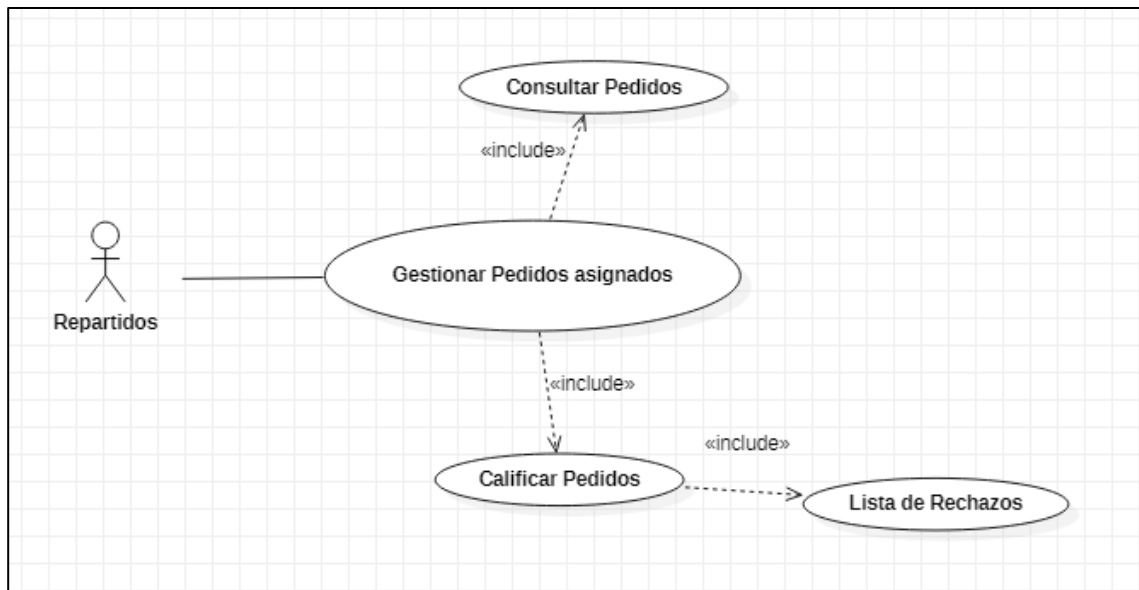 Consultar Pedidos
«include»
Gestionar Pedidos asignados
Repartidos
«include»
Calificar Pedidos
«include»
Lista de Rechazos